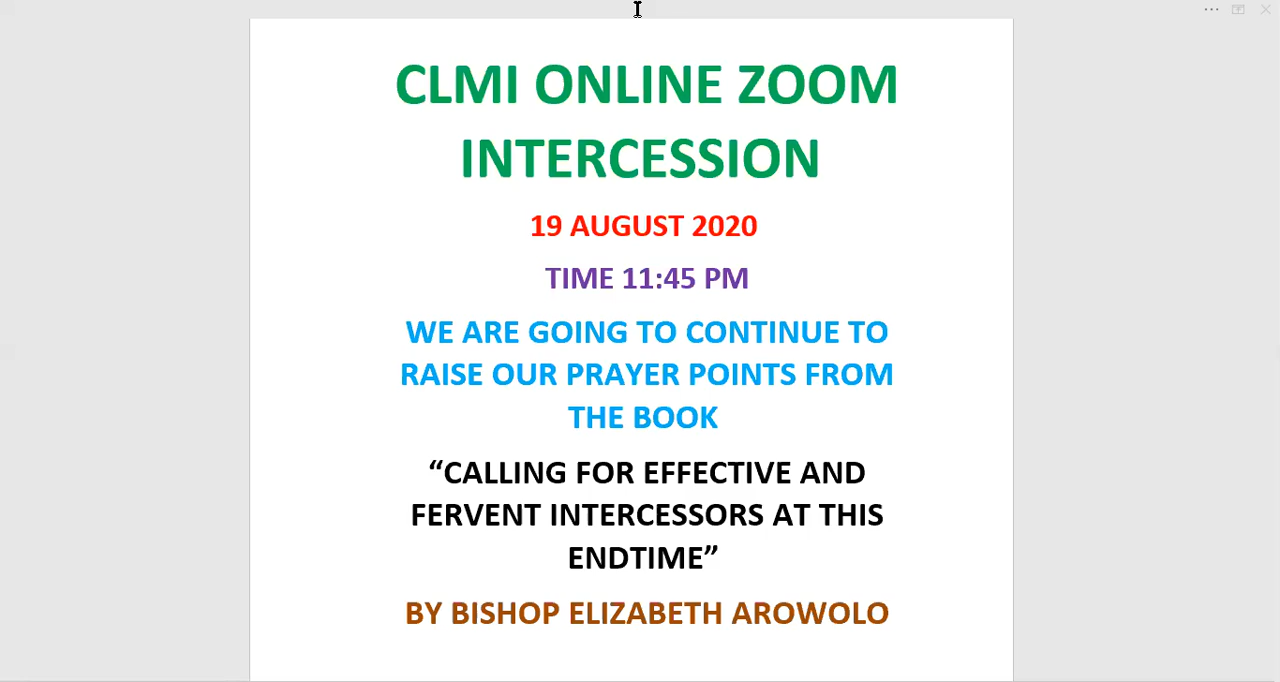 CLMI ONLINE ZOOM
INTERCESSION
19 AUGUST 2020
TIME 11:45 PM
WE ARE GOING TO CONTINUE TO
RAISE OUR PRAYER POINTS FROM
THE BOOK
“CALLING FOR EFFECTIVE AND
FERVENT INTERCESSORS AT THIS
ENDTIME”
BY BISHOP ELIZABETH AROWOLO